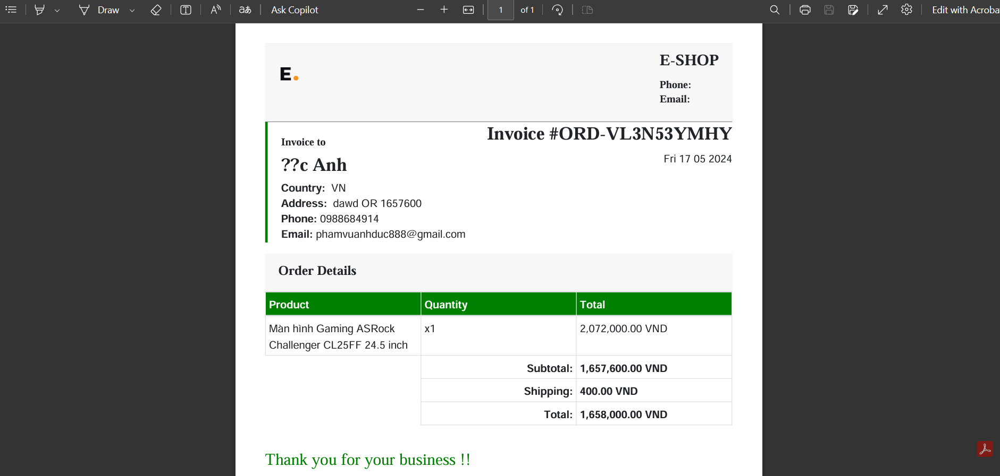 Draw
Ask Copilot
1 of 1
Edit with Acroba
E.
E-SHOP
Phone:
Email:
Invoice to
Invoice #ORD-VL3N53YMHY
Fri 17 05 2024
??c Anh
Country: VN
Address: dawd OR 1657600
Phone: 0988684914
Email: phamvuanhduc888@gmail.com
Order Details
Product Quantity Total
Màn hình Gaming ASRock x1 2,072,000.00 VND
Challenger CL25FF 24.5 inch
Subtotal: 1,657,600.00 VND
Shipping: 400.00 VND
Total: 1,658,000.00 VND
Thank you for your business !!